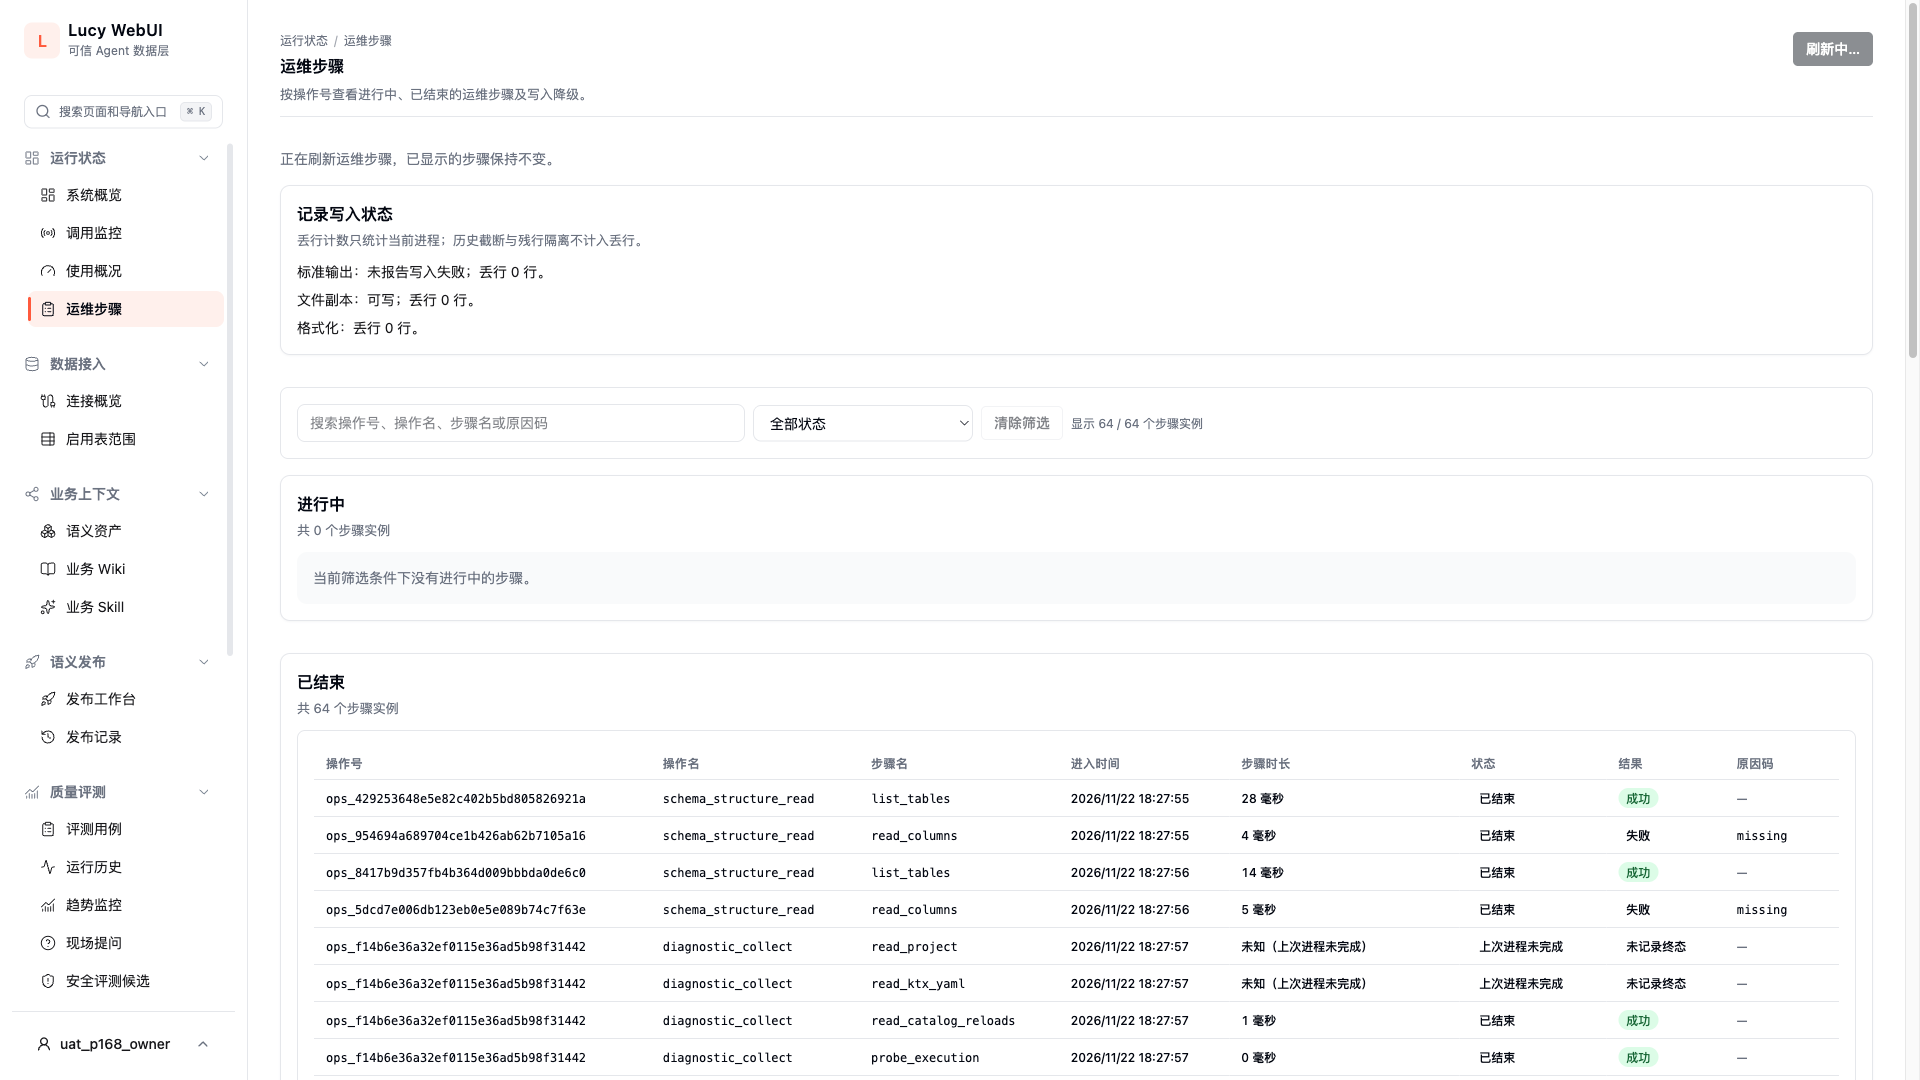 L
Lucy WebUI
可信 Agent 数据层
搜索页面和导航入口 ⌘ K
运行状态
系统概览
调用监控
使用概况
运维步骤
数据接入
连接概览
启用表范围
业务上下文
语义资产
业务 Wiki
业务 Skill
语义发布
发布工作台
发布记录
质量评测
评测用例
运行历史
趋势监控
现场提问
安全评测候选
uat_p168_owner
运行状态 / 运维步骤
运维步骤
按操作号查看进行中、已结束的运维步骤及写入降级。
刷新中...
正在刷新运维步骤，已显示的步骤保持不变。
记录写入状态
丢行计数只统计当前进程；历史截断与残行隔离不计入丢行。
标准输出：未报告写入失败；丢行 0 行。
文件副本：可写；丢行 0 行。
格式化：丢行 0 行。
搜索操作号、操作名、步骤名或原因码 全部状态 清除筛选 显示 64 / 64 个步骤实例
进行中
共 0 个步骤实例
当前筛选条件下没有进行中的步骤。
已结束
共 64 个步骤实例
操作号 操作名 步骤名 进入时间 步骤时长 状态 结果 原因码
ops_429253648e5e82c402b5bd805826921a schema_structure_read list_tables 2026/11/22 18:27:55 28 毫秒 已结束 成功 —
ops_954694a689704ce1b426ab62b7105a16 schema_structure_read read_columns 2026/11/22 18:27:55 4 毫秒 已结束 失败 missing
ops_8417b9d357fb4b364d009bbbda0de6c0 schema_structure_read list_tables 2026/11/22 18:27:56 14 毫秒 已结束 成功 —
ops_5dcd7e006db123eb0e5e089b74c7f63e schema_structure_read read_columns 2026/11/22 18:27:56 5 毫秒 已结束 失败 missing
ops_f14b6e36a32ef0115e36ad5b98f31442 diagnostic_collect read_project 2026/11/22 18:27:57 未知（上次进程未完成） 上次进程未完成 未记录终态 —
ops_f14b6e36a32ef0115e36ad5b98f31442 diagnostic_collect read_ktx_yaml 2026/11/22 18:27:57 未知（上次进程未完成） 上次进程未完成 未记录终态 —
ops_f14b6e36a32ef0115e36ad5b98f31442 diagnostic_collect read_catalog_reloads 2026/11/22 18:27:57 1 毫秒 已结束 成功 —
ops_f14b6e36a32ef0115e36ad5b98f31442 diagnostic_collect probe_execution 2026/11/22 18:27:57 0 毫秒 已结束 成功 —